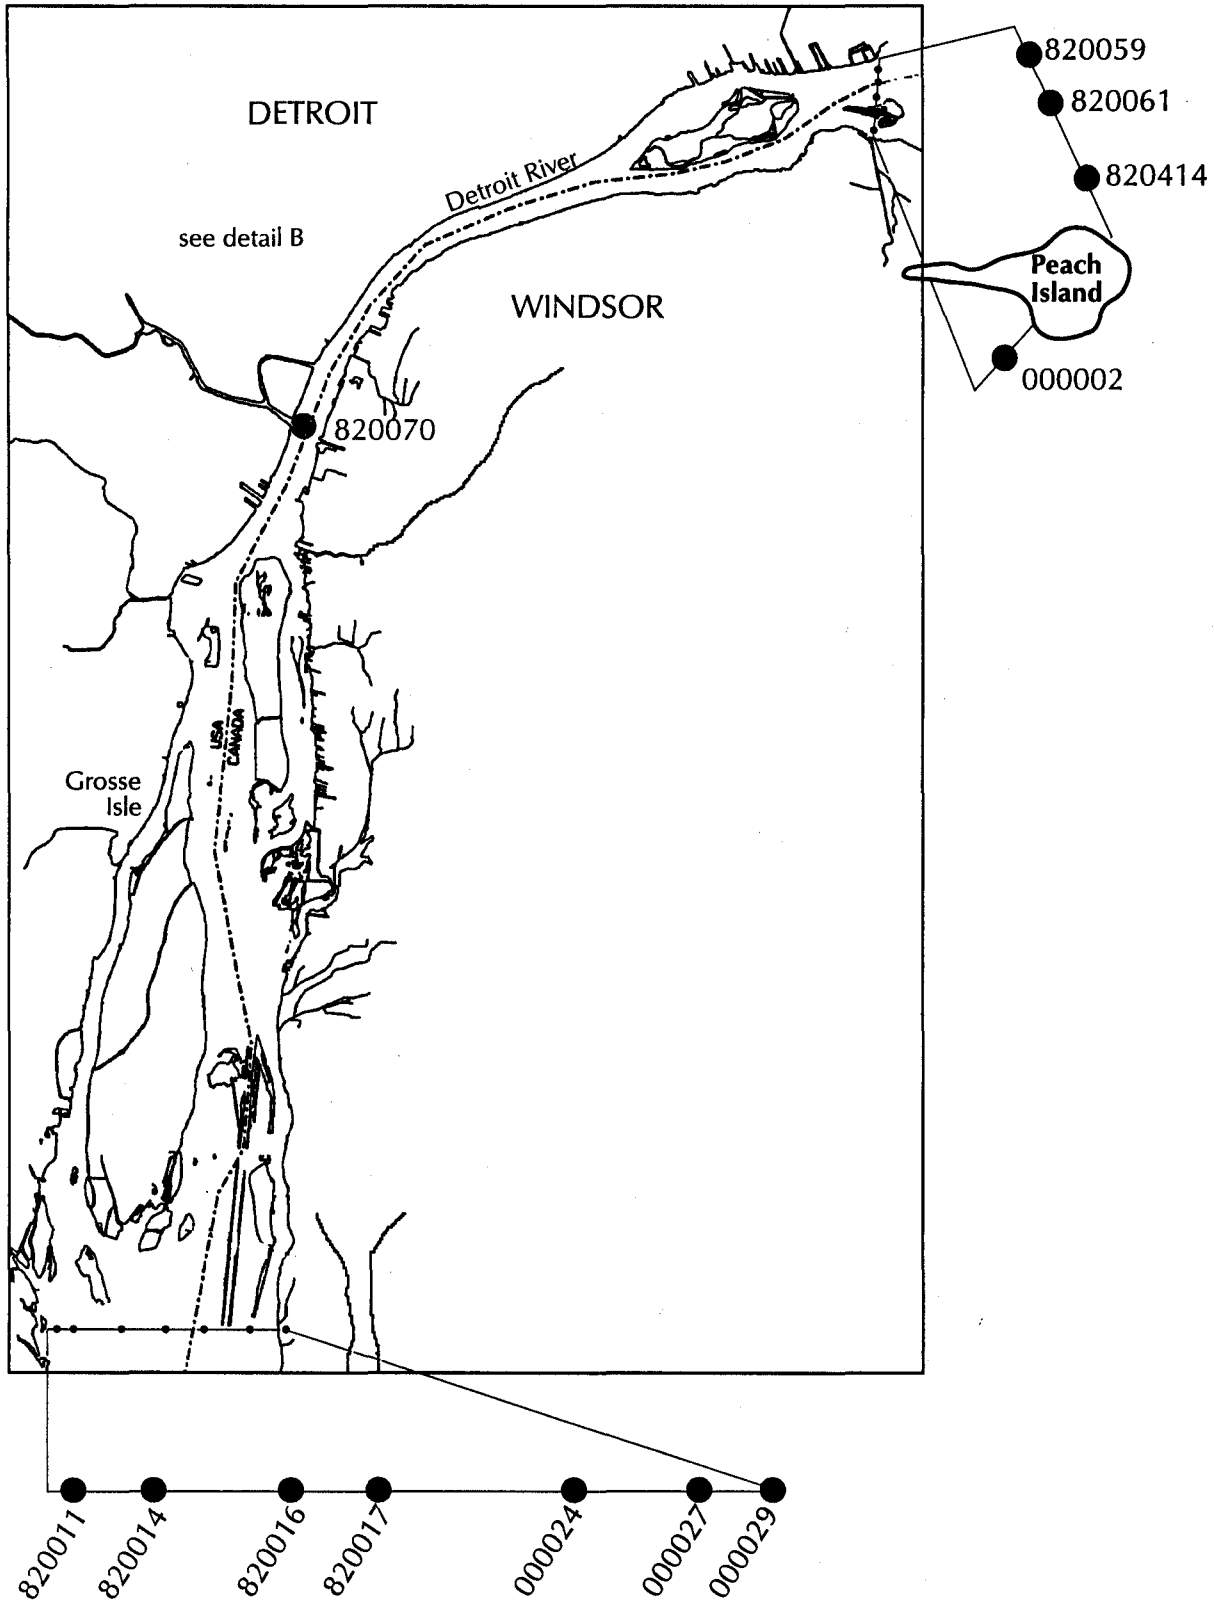 820059
DETROIT
820061
Detroit River
820414
see detail B
Peach
Island
WINDSOR
000002
820070
USA
CANADA
Grosse
Isle
820011
820014
820016
820017
000024
000027
000029